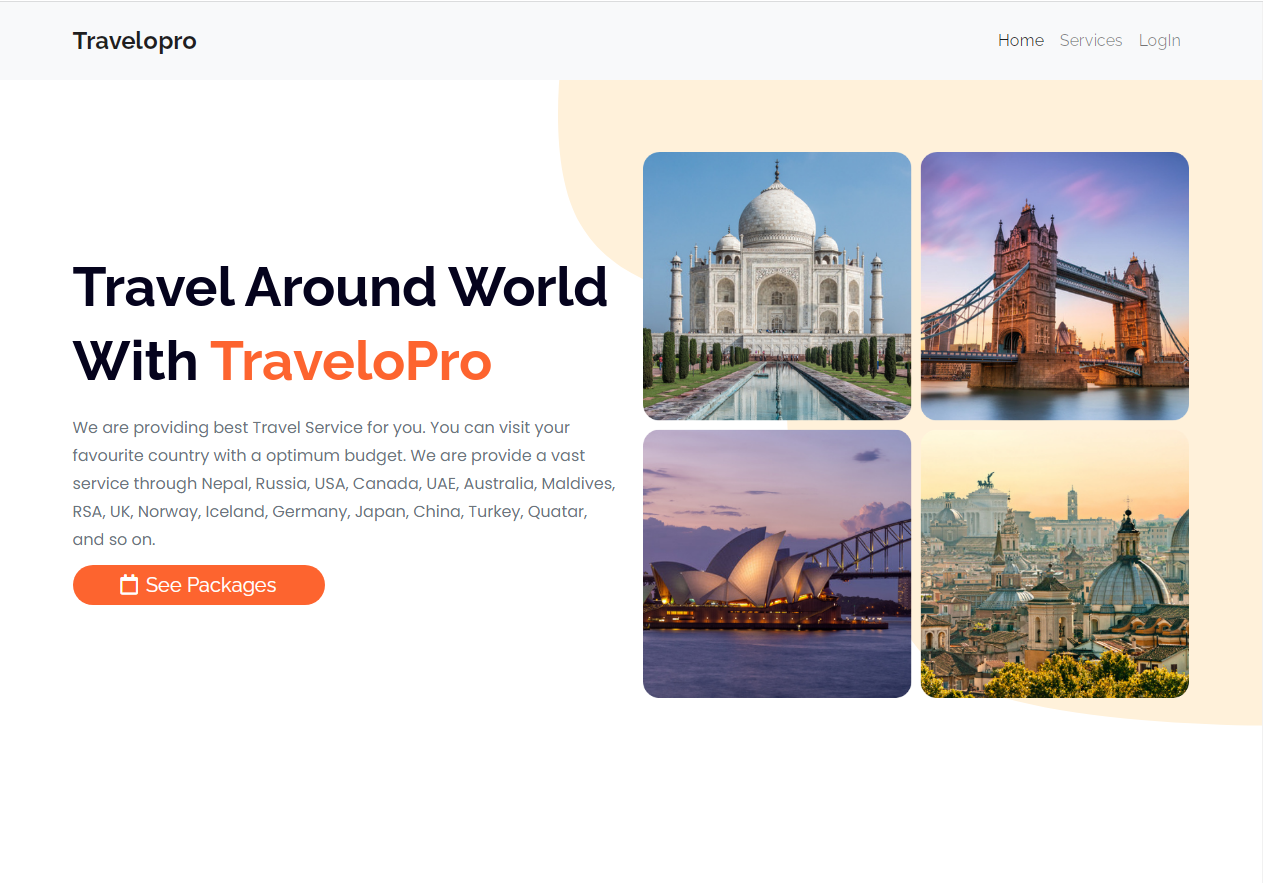 Travelopro
Home Services LogIn
Travel Around World
With TraveloPro
We are providing best Travel Service for you. You can visit your
favourite country with a optimum budget. We are provide a vast
service through Nepal, Russia, USA, Canada, UAE, Australia, Maldives,
RSA, UK, Norway, Iceland, Germany, Japan, China, Turkey, Quatar,
and so on.
See Packages